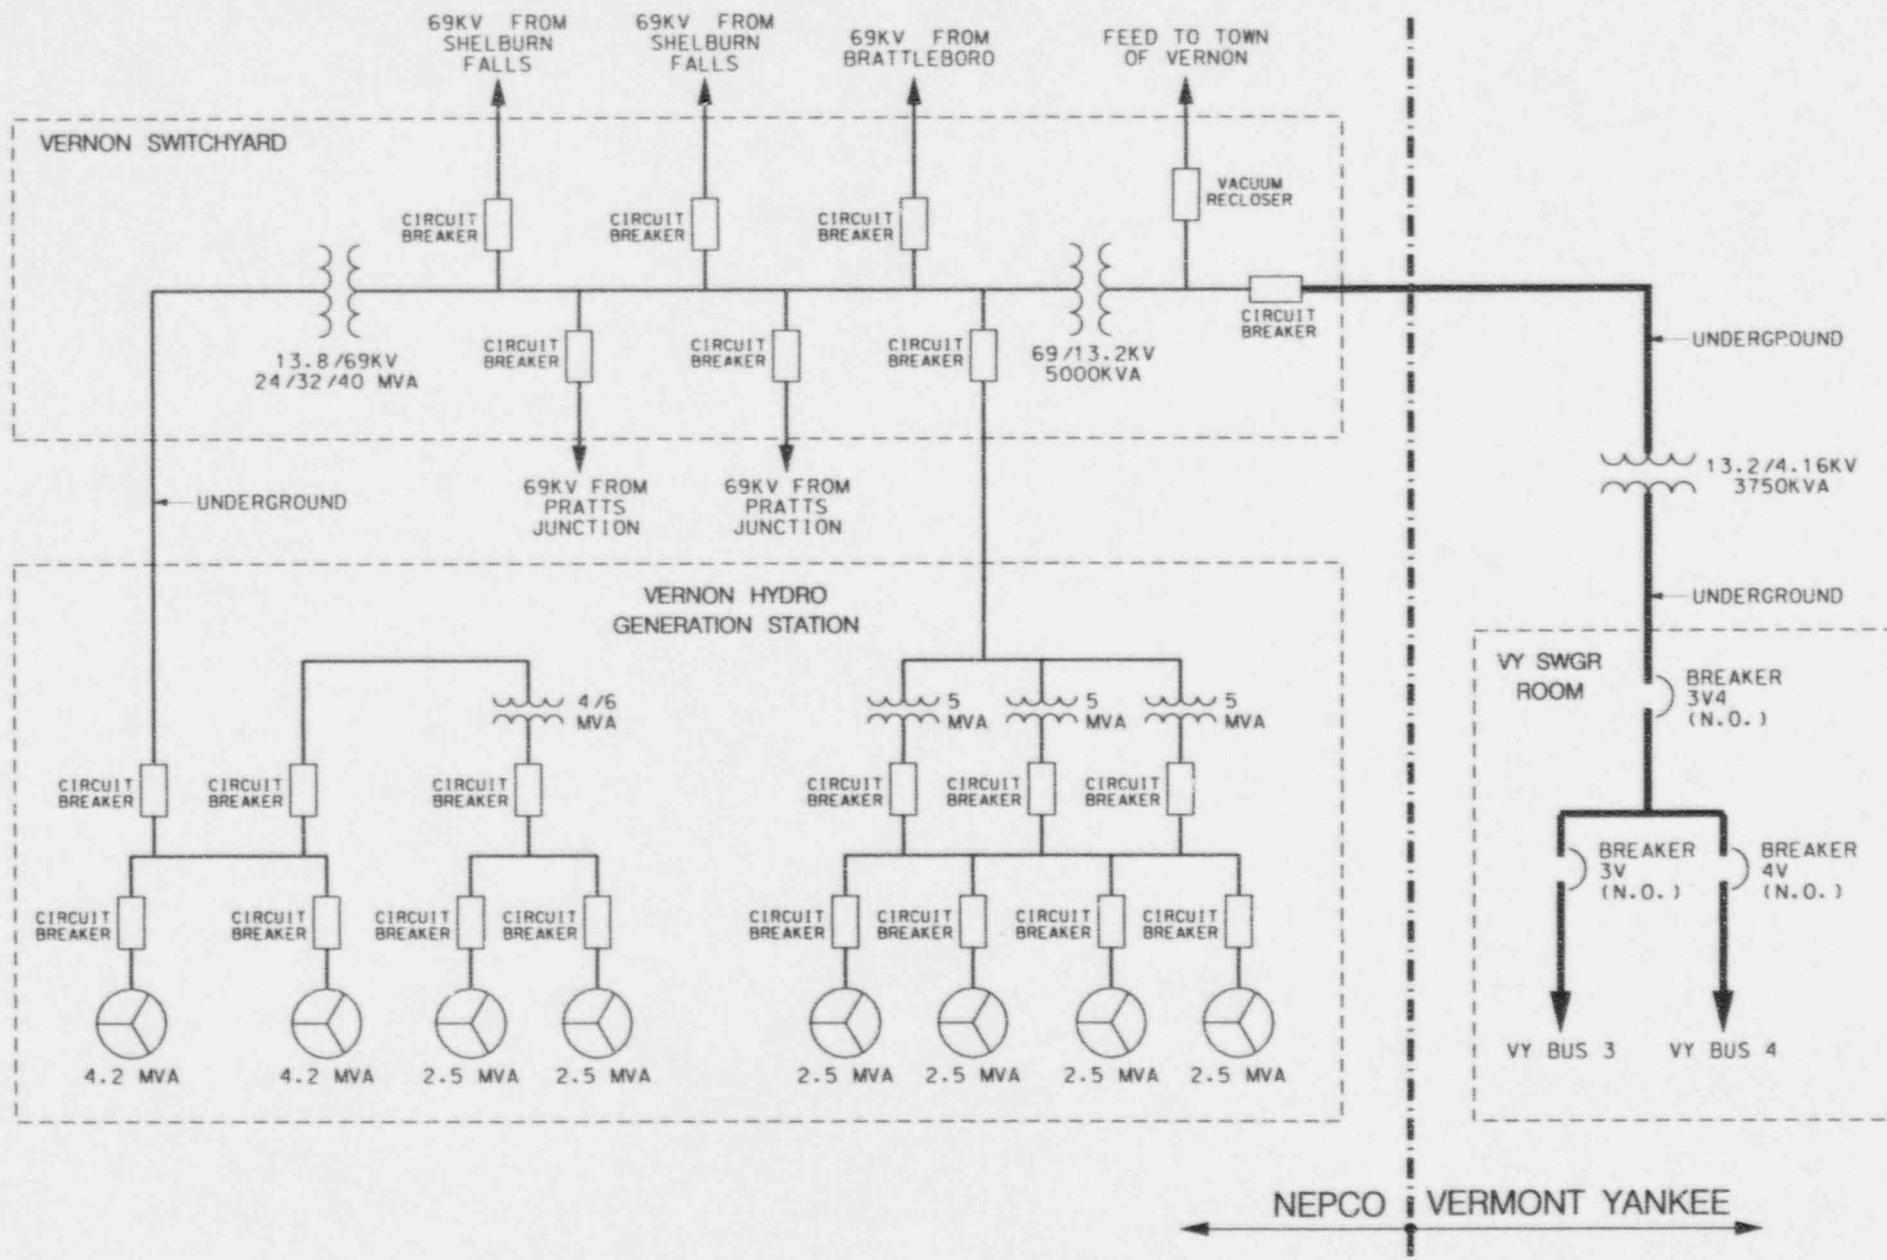 69KV FROM
SHELBURN
FALLS
69KV FROM
SHELBURN
FALLS
69KV FROM
BRATTLEBORO
FEED TO TOWN
OF VERNON
VERNON SWITCHYARD
VACUUM
RECLOSER
CIRCUIT
BREAKER
CIRCUIT
BREAKER
CIRCUIT
BREAKER
CIRCUIT
BREAKER
13.8/69KV
24/32/40 MVA
CIRCUIT
BREAKER
CIRCUIT
BREAKER
CIRCUIT
BREAKER
69/13.2KV
5000KVA
UNDERGPOUND
69KV FROM
PRATTS
JUNCTION
69KV FROM
PRATTS
JUNCTION
UNDERGROUND
13.2/4.16KV
3750KVA
UNDERGROUND
VERNON HYDRO
GENERATION STATION
4/6
MVA
5
MVA
5
MVA
5
MVA
VY SWGR
ROOM
BREAKER
3V4
(N.O.)
CIRCUIT
BREAKER
CIRCUIT
BREAKER
CIRCUIT
BREAKER
CIRCUIT
BREAKER
CIRCUIT
BREAKER
CIRCUIT
BREAKER
BREAKER
3V
(N.O.)
BREAKER
4V
(N.O.)
CIRCUIT
BREAKER
CIRCUIT
BREAKER
CIRCUIT
BREAKER
CIRCUIT
BREAKER
CIRCUIT
BREAKER
CIRCUIT
BREAKER
CIRCUIT
BREAKER
CIRCUIT
BREAKER
4.2 MVA
4.2 MVA
2.5 MVA
2.5 MVA
2.5 MVA
2.5 MVA
2.5 MVA
2.5 MVA
VY BUS 3
VY BUS 4
NEPCO
VERMONT YANKEE